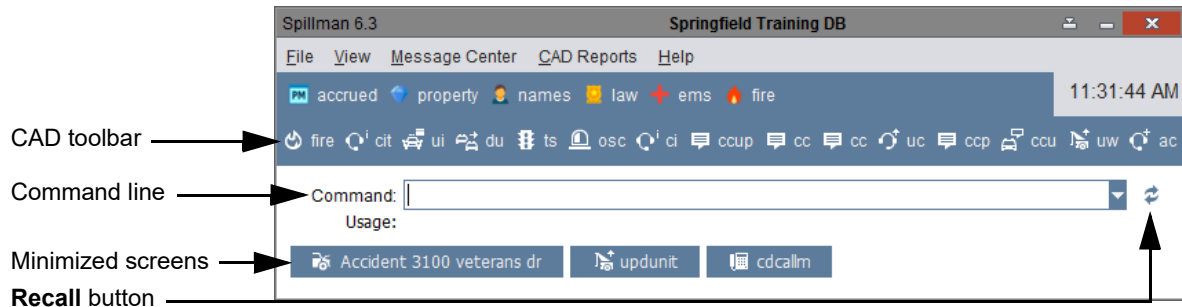 Spillman 6.3 Springfield Training DB
File View Message Center CAD Reports Help
PM accrued property names law ems fire 11:31:44 AM
CAD toolbar fire cit ui du ts osc ci ccup cc cc uc ccp ccu uw ac
Command line Command:
Usage:
Minimized screens Accident 3100 veterans dr updunit cdcallm
Recall button